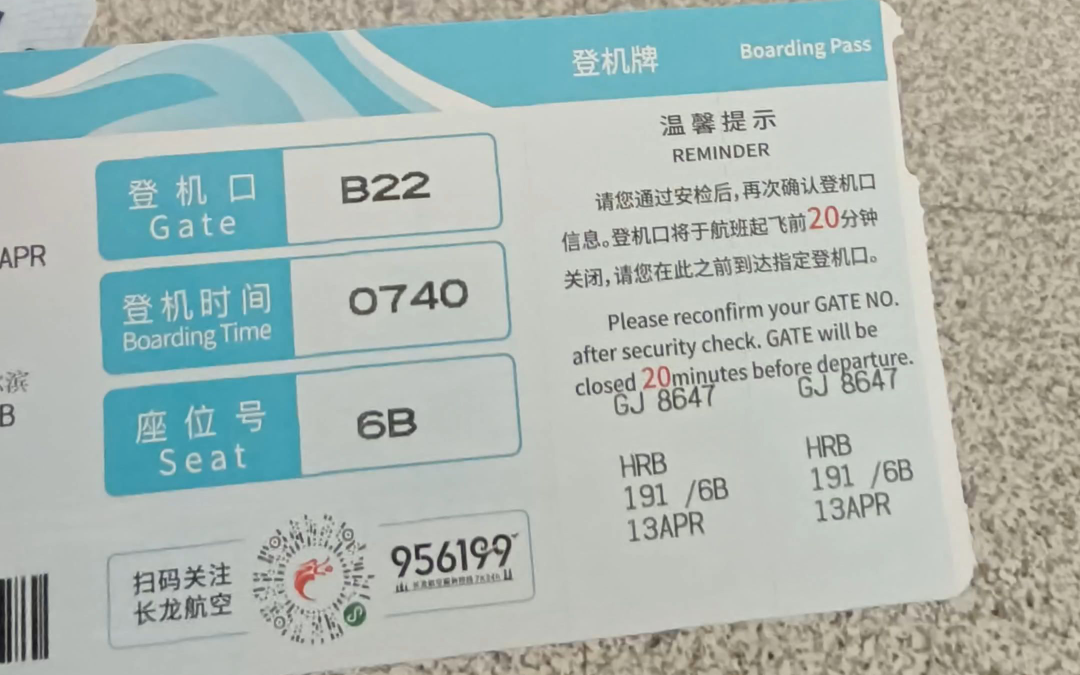 登机牌
Boarding Pass
登机口
Gate
B22
登机时间
Boarding Time
0740
座位号
Seat
6B
APR
滨
B
扫码关注
长龙航空
956199
温馨提示
REMINDER
请您通过安检后,再次确认登机口
信息。登机口将于航班起飞前20分钟
关闭,请您在此之前到达指定登机口。
Please reconfirm your GATE NO.
after security check. GATE will be
closed 20minutes before departure.
GJ 8647
HRB
191 /6B
13APR
GJ 8647
HRB
191 /6B
13APR